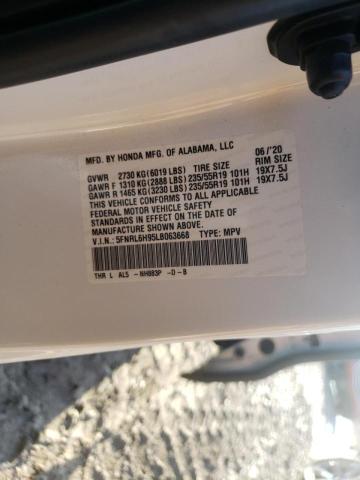 MFD. BY HONDA MFG. OF ALABAMA, LLC 06/'20
GVWR 2730 KG(6019 LBS) TIRE SIZE RIM SIZE
GAWR F 1310 KG(2888 LBS) 235/55R19 101H 19X7.5J
GAWR R 1465 KG(3230 LBS) 235/55R19 101H 19X7.5J
THIS VEHICLE CONFORMS TO ALL APPLICABLE
FEDERAL MOTOR VEHICLE SAFETY
STANDARDS IN EFFECT ON THE DATE OF
MANUFACTURE SHOWN ABOVE.
V.I.N.: 5FNRL6H95LB063668 TYPE: MPV
THR L AL5 -NH883P -D-B